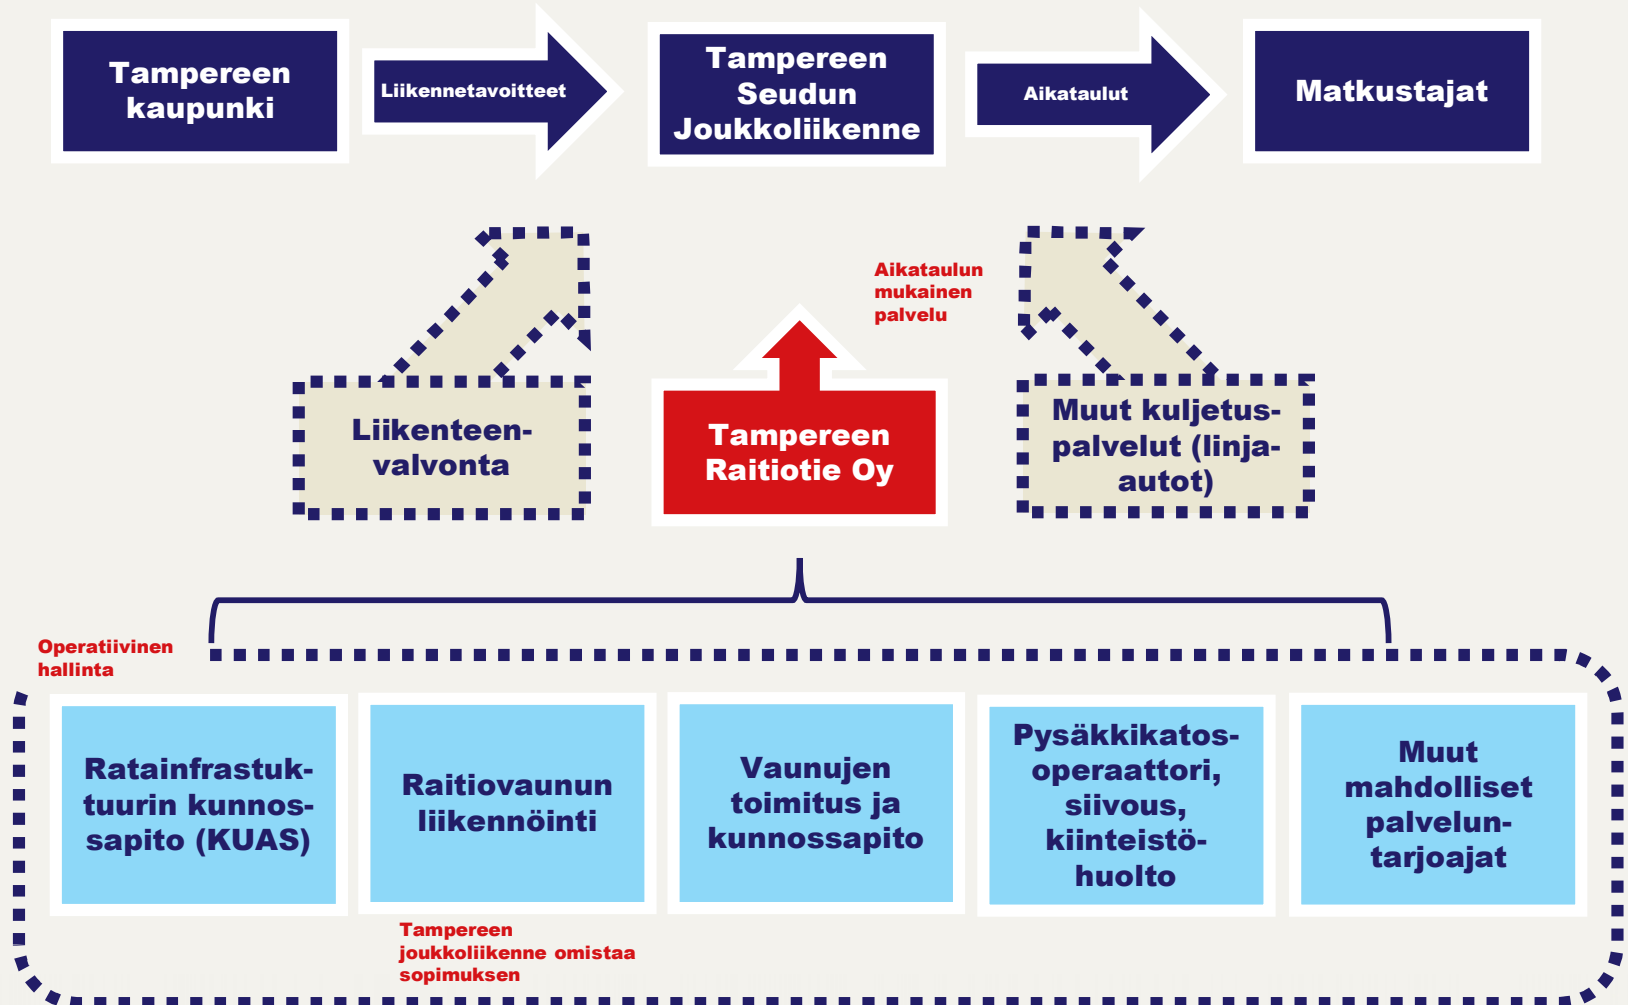 Tampereen
kaupunki
Liikennetavoitteet
Tampereen
Seudun
Joukkoliikenne
Aikataulut
Matkustajat
Aikataulun
mukainen
palvelu
Liikenteen-
valvonta
Tampereen
Raitiotie Oy
Muut kuljetus-
palvelut (linja-
autot)
Operatiivinen
hallinta
Ratainfrastuk-
tuurin kunnos-
sapito (KUAS)
Raitiovaunun
liikennöinti
Vaunujen
toimitus ja
kunnossapito
Pysäkkikatos-
operaattori,
siivous,
kiinteistö-
huolto
Muut
mahdolliset
palvelun-
tarjoajat
Tampereen
joukkoliikenne omistaa
sopimuksen